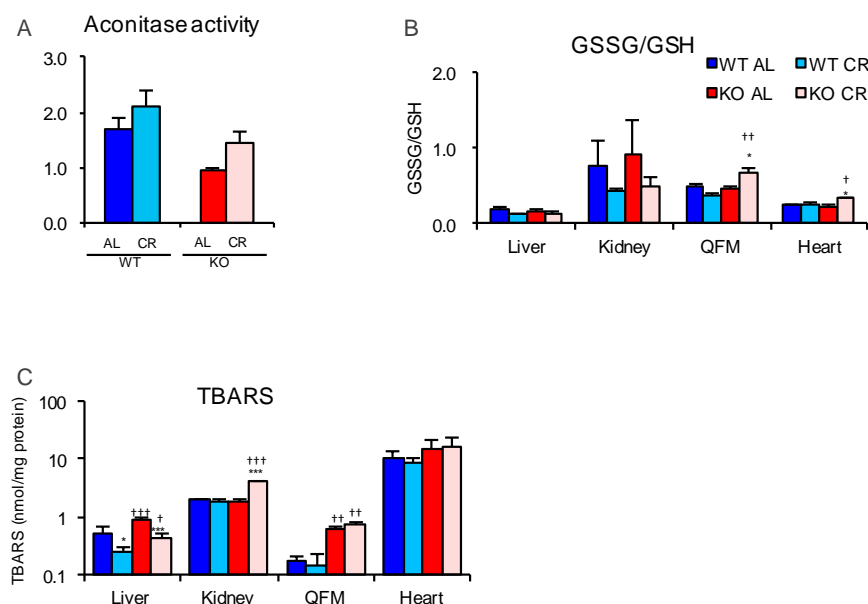 A
Aconitase activity
3.0
2.0
1.0
0.0
AL CR AL CR
WT KO
B
GSSG/GSH
WT AL WT CR
KO AL KO CR
GSSG/GSH
2.0
1.0
0.0
††
*
†
*
Liver Kidney QFM Heart
C
TBARS
TBARS (nmol/mg protein)
100
10
1
0.1
*
†††
†
***
†††
***
††
††
Liver Kidney QFM Heart